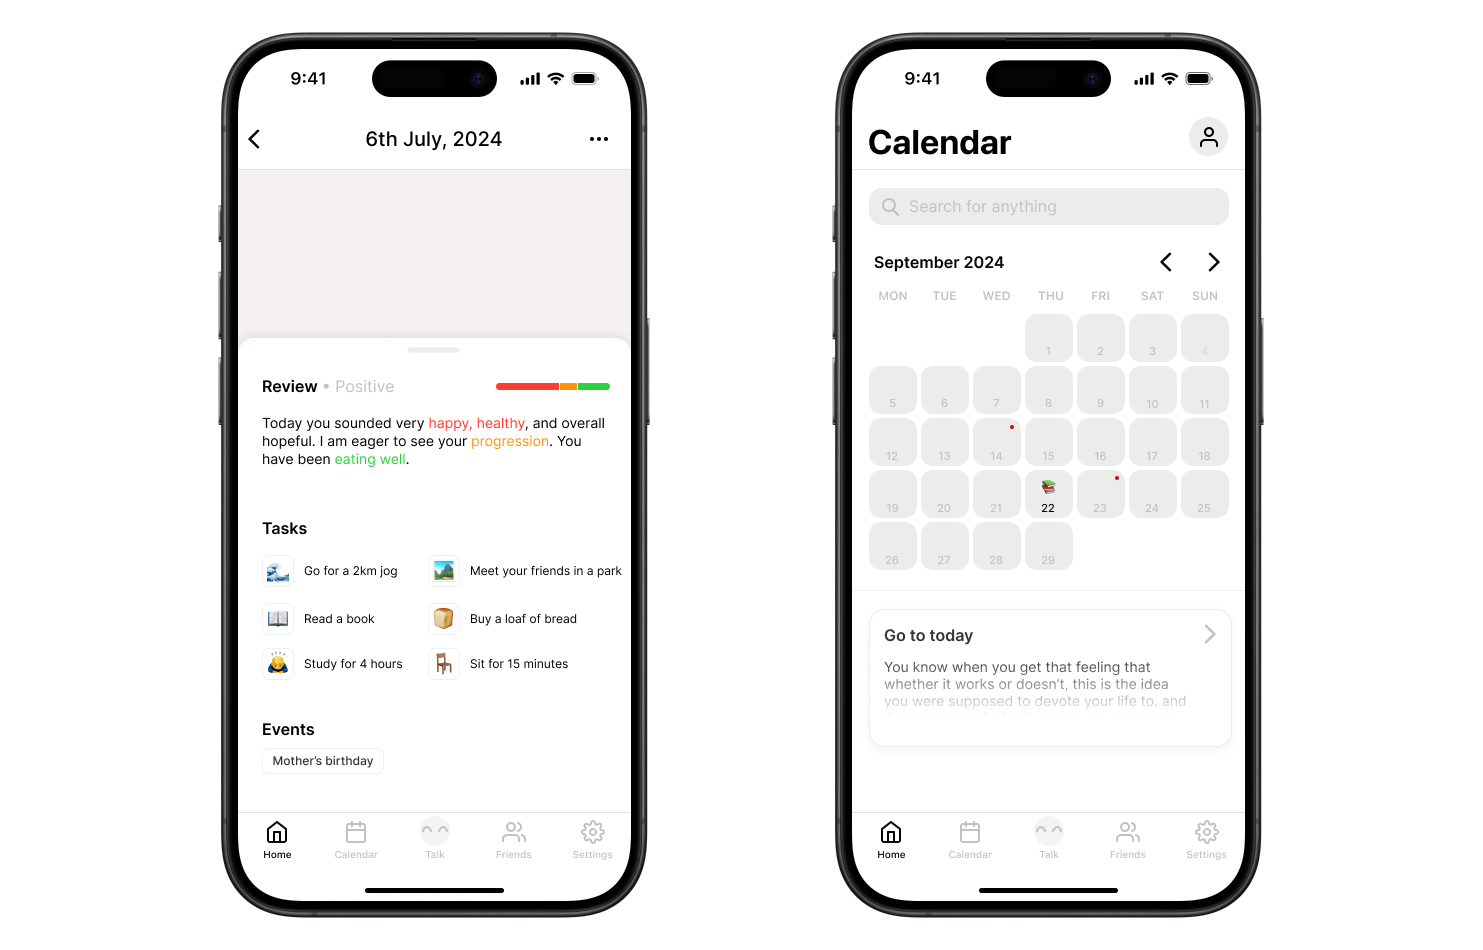 9:41
6th July, 2024
Review • Positive
Today you sounded very happy, healthy, and overall
hopeful. I am eager to see your progression. You
have been eating well.
Tasks
Go for a 2km jog
Meet your friends in a park
Read a book
Buy a loaf of bread
Study for 4 hours
Sit for 15 minutes
Events
Mother’s birthday
Home Calendar Talk Friends Settings
9:41
Calendar
Search for anything
September 2024
MON TUE WED THU FRI SAT SUN
1 2 3 4
5 6 7 8 9 10 11
12 13 14 15 16 17 18
19 20 21 22 23 24 25
26 27 28 29
Go to today
You know when you get that feeling that
whether it works or doesn’t, this is the idea
you were supposed to devote your life to. and
Home Calendar Talk Friends Settings